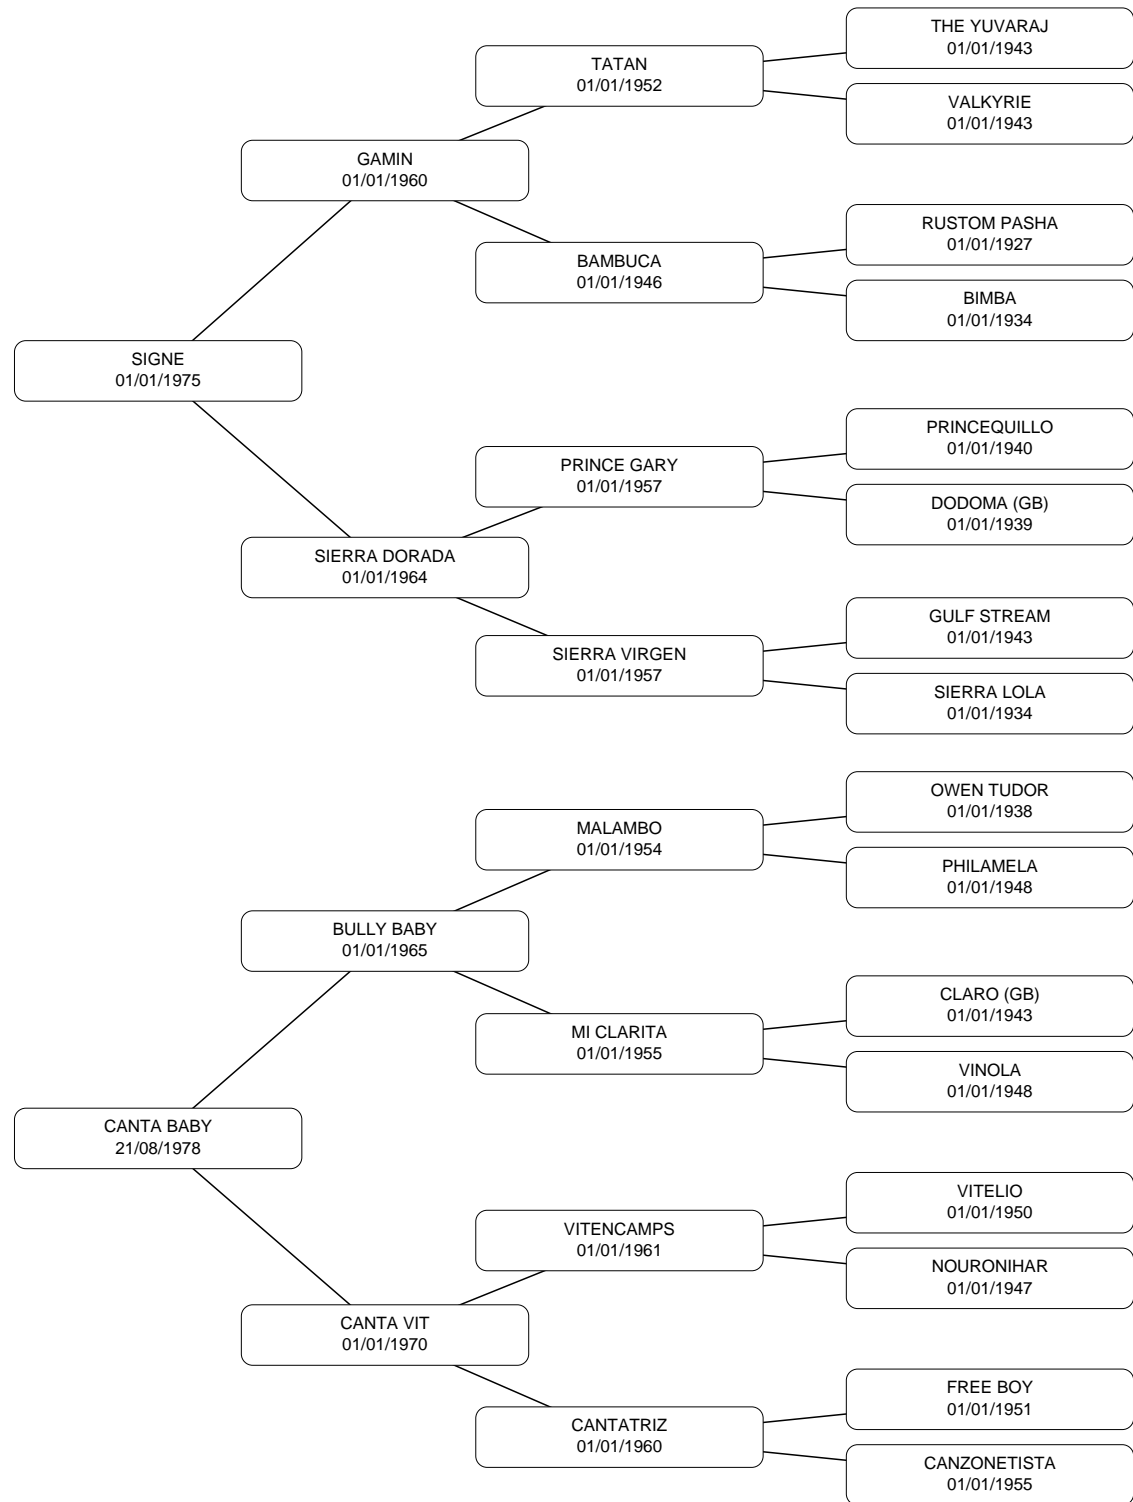 THE YUVARAJ
01/01/1943
TATAN
01/01/1952
VALKYRIE
01/01/1943
GAMIN
01/01/1960
RUSTOM PASHA
01/01/1927
BAMBUCA
01/01/1946
BIMBA
01/01/1934
SIGNE
01/01/1975
PRINCEQUILLO
01/01/1940
PRINCE GARY
01/01/1957
DODOMA (GB)
01/01/1939
SIERRA DORADA
01/01/1964
GULF STREAM
01/01/1943
SIERRA VIRGEN
01/01/1957
SIERRA LOLA
01/01/1934
OWEN TUDOR
01/01/1938
MALAMBO
01/01/1954
PHILAMELA
01/01/1948
BULLY BABY
01/01/1965
CLARO (GB)
01/01/1943
MI CLARITA
01/01/1955
VINOLA
01/01/1948
CANTA BABY
21/08/1978
VITELIO
01/01/1950
VITENCAMPS
01/01/1961
NOURONIHAR
01/01/1947
CANTA VIT
01/01/1970
FREE BOY
01/01/1951
CANTATRIZ
01/01/1960
CANZONETISTA
01/01/1955